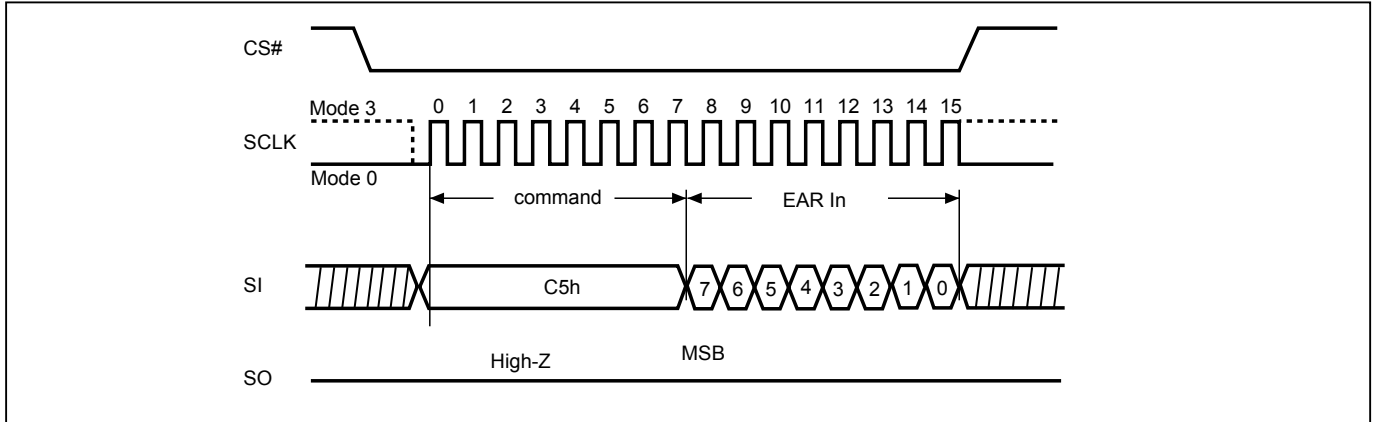 CS#
Mode 3
0 1 2 3 4 5 6 7 8 9 10 11 12 13 14 15
SCLK
Mode 0
command
EAR In
SI
C5h
7 6 5 4 3 2 1 0
High-Z
MSB
SO